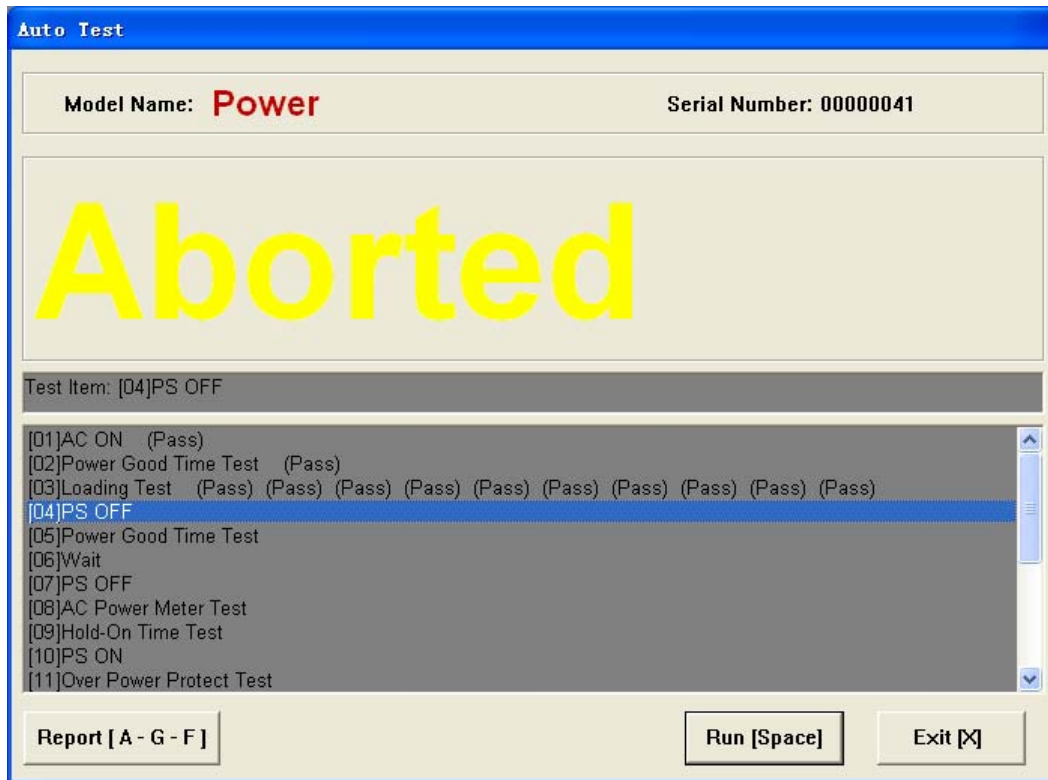 Auto Test
Model Name: Power Serial Number: 00000041
Aborted
Test Item: [04]PS OFF
[01]AC ON (Pass)
[02]Power Good Time Test (Pass)
[03]Loading Test (Pass) (Pass) (Pass) (Pass) (Pass) (Pass) (Pass) (Pass) (Pass) (Pass)
[04]PS OFF
[05]Power Good Time Test
[06]Wait
[07]PS OFF
[08]AC Power Meter Test
[09]Hold-On Time Test
[10]PS ON
[11]Over Power Protect Test
Report [ A - G - F ] Run [Space] Exit [X]